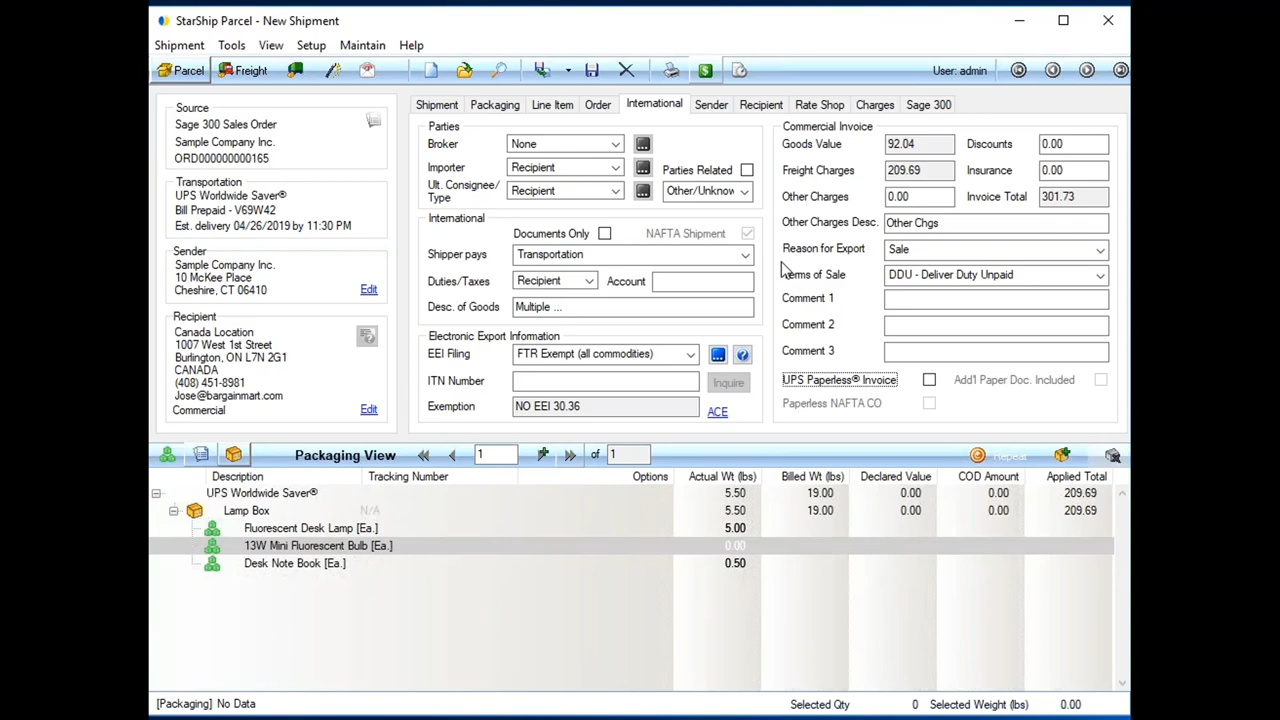 StarShip Parcel - New Shipment
Shipment Tools View Setup Maintain Help
Parcel Freight User: admin
Source
Sage 300 Sales Order
Sample Company Inc.
ORD000000000165
Transportation
UPS Worldwide Saver®
Bill Prepaid - V69W42
Est. delivery 04/26/2019 by 11:30 PM
Sender
Sample Company Inc.
10 McKee Place
Cheshire, CT 06410 Edit
Recipient
Canada Location
1007 West 1st Street
Burlington, ON L7N 2G1
CANADA
(408) 451-8981
Jose@bargainmart.com
Commercial Edit
Shipment Packaging Line Item Order International Sender Recipient Rate Shop Charges Sage 300
Parties
Broker None
Importer Recipient Parties Related
Ult. Consignee/
Type Recipient Other/Unknow
International
Documents Only NAFTA Shipment
Shipper pays Transportation
Duties/Taxes Recipient Account
Desc. of Goods Multiple ...
Electronic Export Information
EEI Filing FTR Exempt (all commodities)
ITN Number Inquire
Exemption NO EEI 30.36 ACE
Commercial Invoice
Goods Value 92.04 Discounts 0.00
Freight Charges 209.69 Insurance 0.00
Other Charges 0.00 Invoice Total 301.73
Other Charges Desc. Other Chgs
Reason for Export Sale
Terms of Sale DDU - Deliver Duty Unpaid
Comment 1
Comment 2
Comment 3
UPS Paperless® Invoice Add'l Paper Doc. Included
Paperless NAFTA CO
Packaging View 1 of 1 Repeat
Description Tracking Number Options Actual Wt (lbs) Billed Wt (lbs) Declared Value COD Amount Applied Total
UPS Worldwide Saver® 5.50 19.00 0.00 0.00 209.69
Lamp Box N/A 5.50 19.00 0.00 0.00 209.69
Fluorescent Desk Lamp [Ea.] 5.00
13W Mini Fluorescent Bulb [Ea.] 0.00
Desk Note Book [Ea.] 0.50
[Packaging] No Data Selected Qty 0 Selected Weight (lbs) 0.00